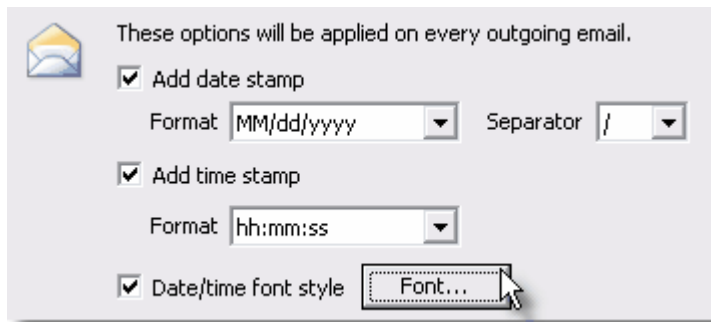 These options will be applied on every outgoing email.
Add date stamp
Format MM/dd/yyyy Separator /
Add time stamp
Format hh:mm:ss
Date/time font style Font...